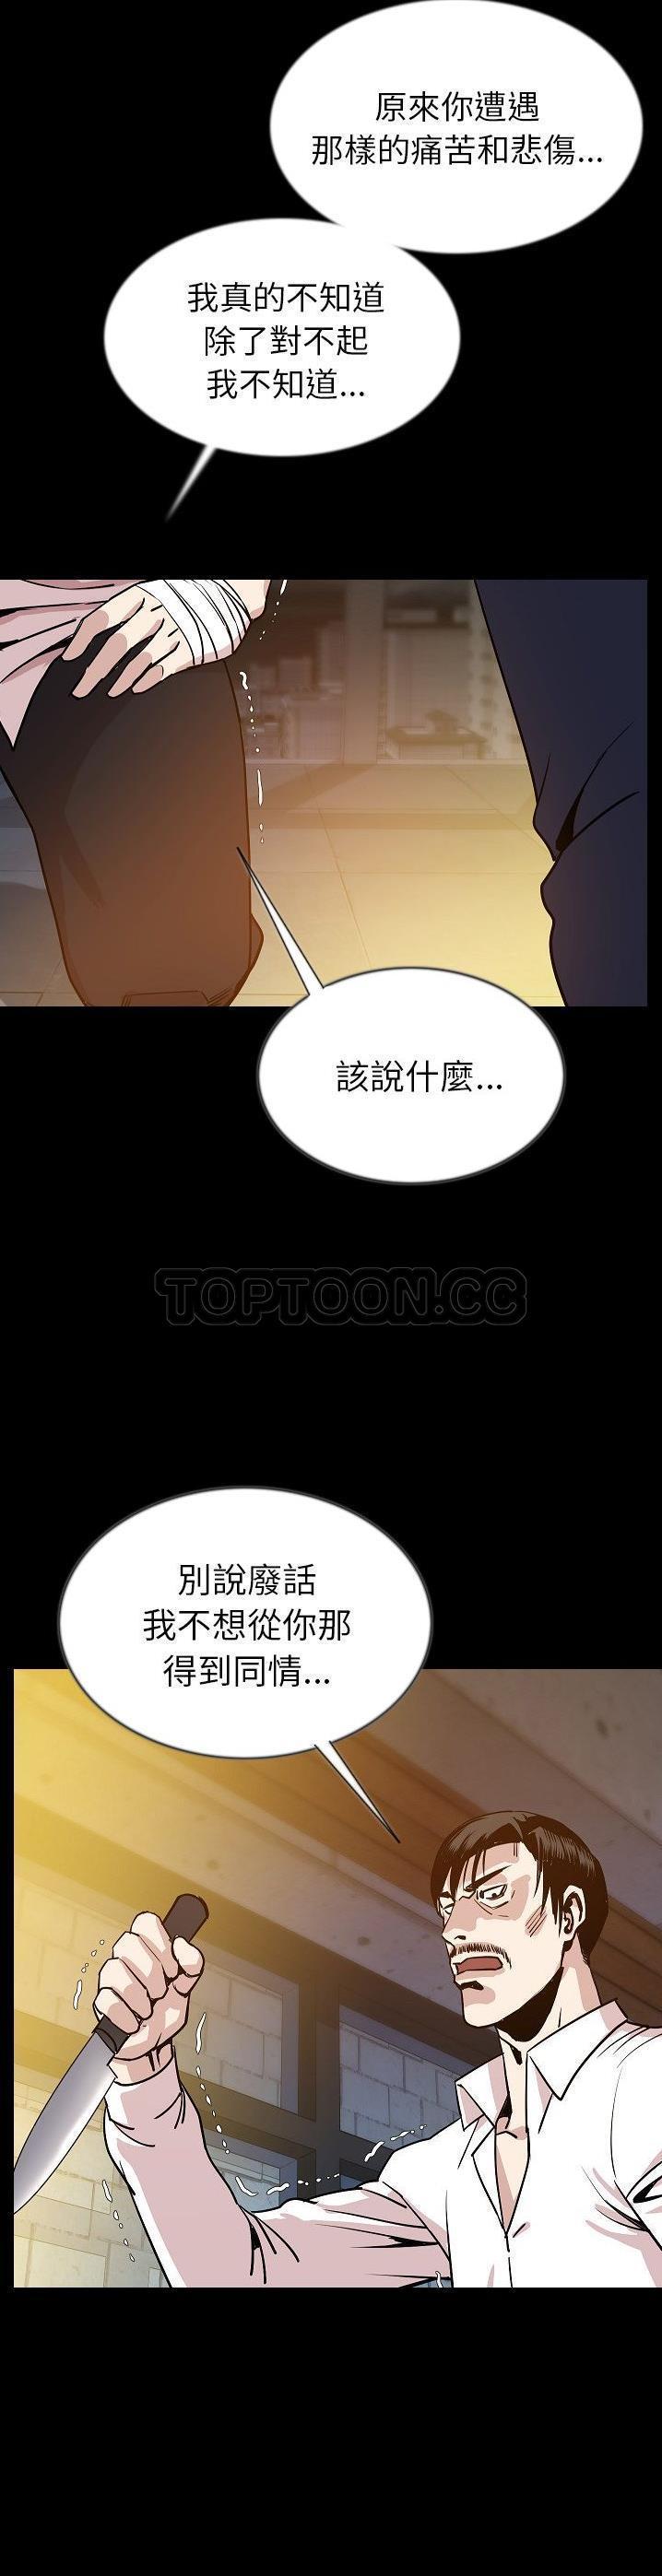 原來你遭遇
那樣的痛苦和悲傷...
我真的不知道
除了對不起
我不知道...
該說什麼...
TOPTOON.CC
別說廢話
我不想從你那
得到同情...